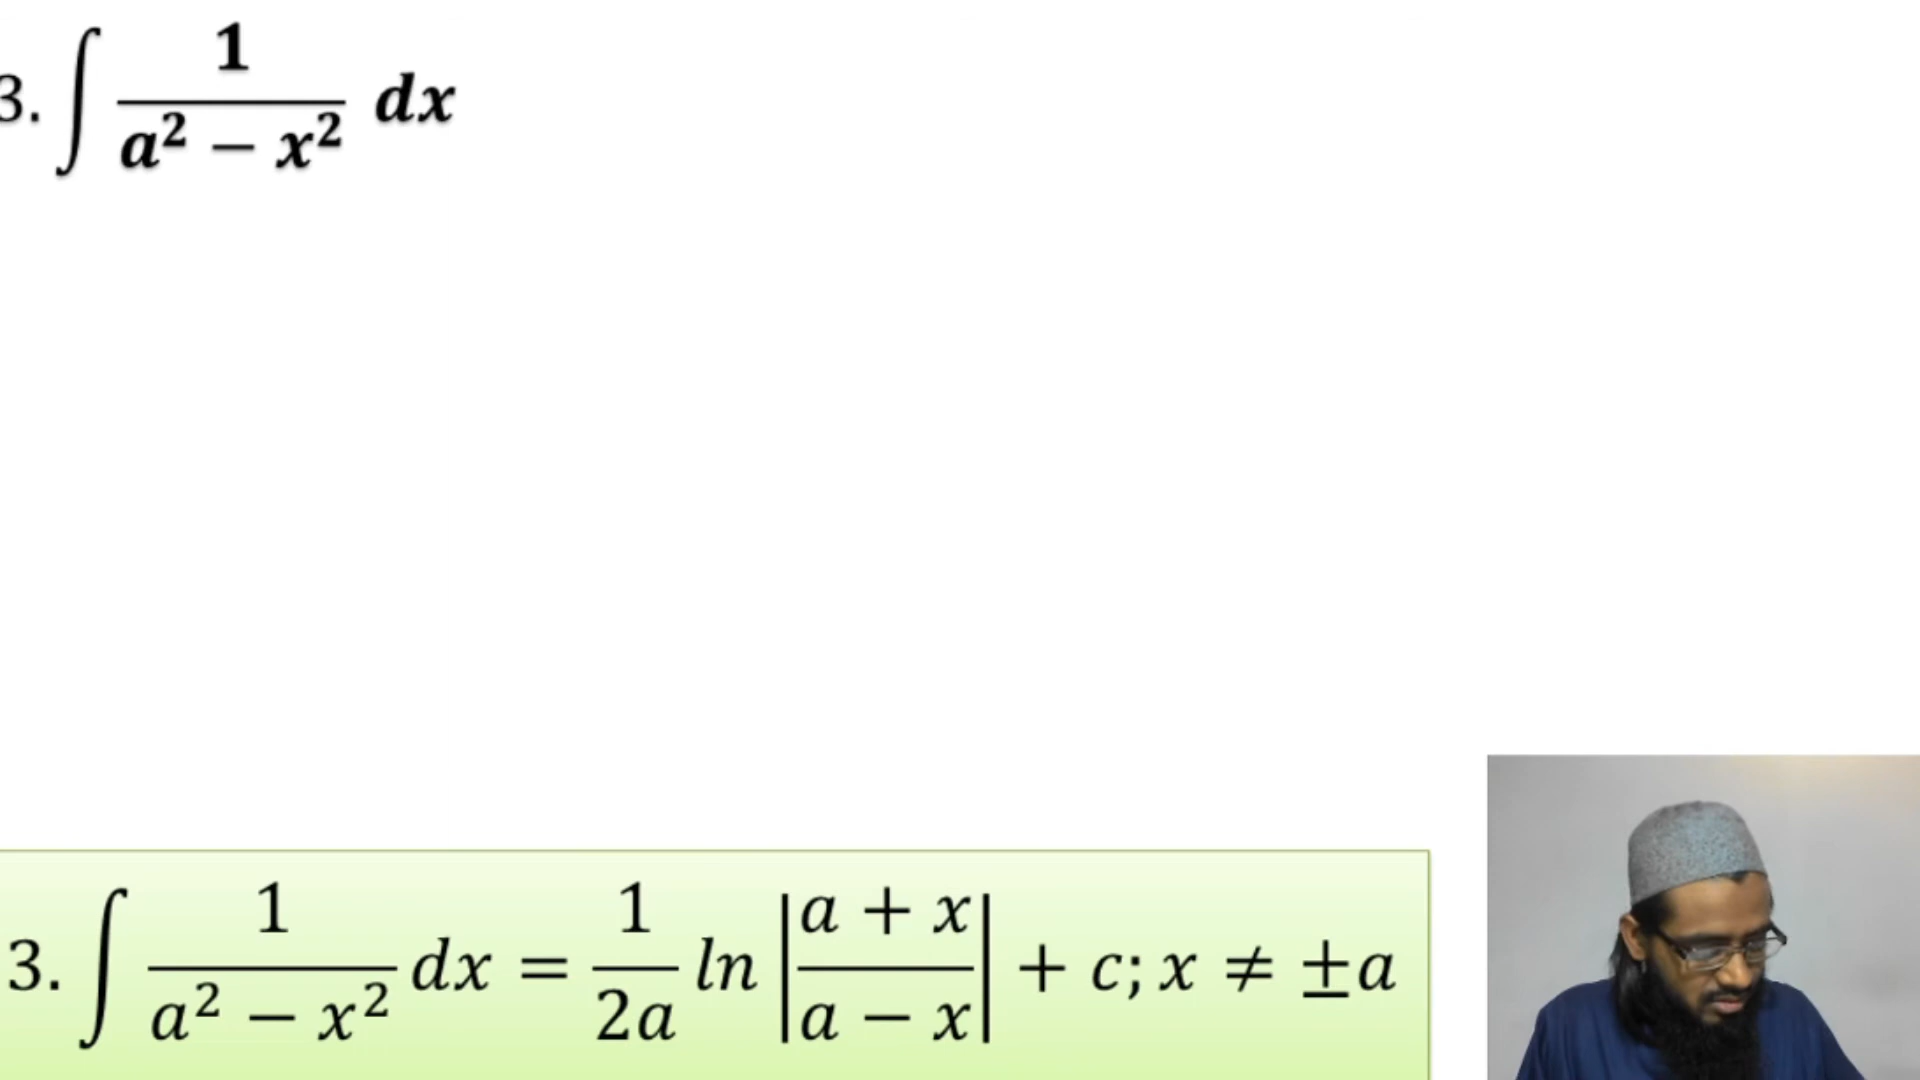 3. ∫ 1/(a² − x²) dx
3. ∫ 1/(a² − x²) dx = 1/(2a) ln |(a + x)/(a − x)| + c; x ≠ ±a